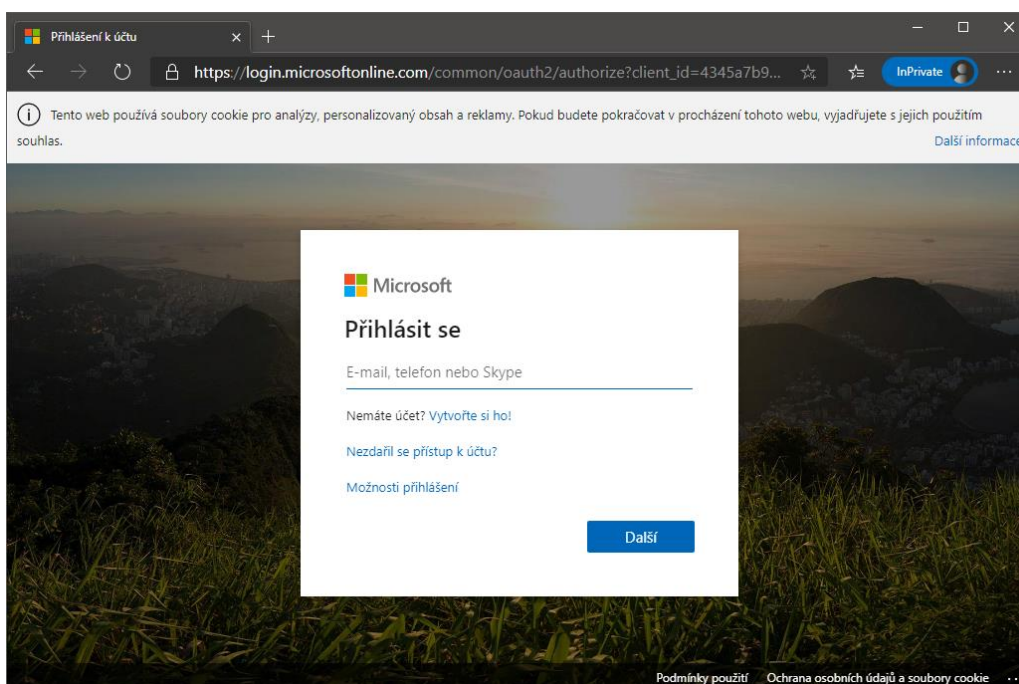 Přihlášení k účtu
https://login.microsoftonline.com/common/oauth2/authorize?client_id=4345a7b9...
InPrivate
Tento web používá soubory cookie pro analýzy, personalizovaný obsah a reklamy. Pokud budete pokračovat v procházení tohoto webu, vyjadřujete s jejich použitím
souhlas.
Další informace
Microsoft
Přihlásit se
E-mail, telefon nebo Skype
Nemáte účet? Vytvořte si ho!
Nezdařil se přístup k účtu?
Možnosti přihlášení
Další
Podmínky použití Ochrana osobních údajů a soubory cookie